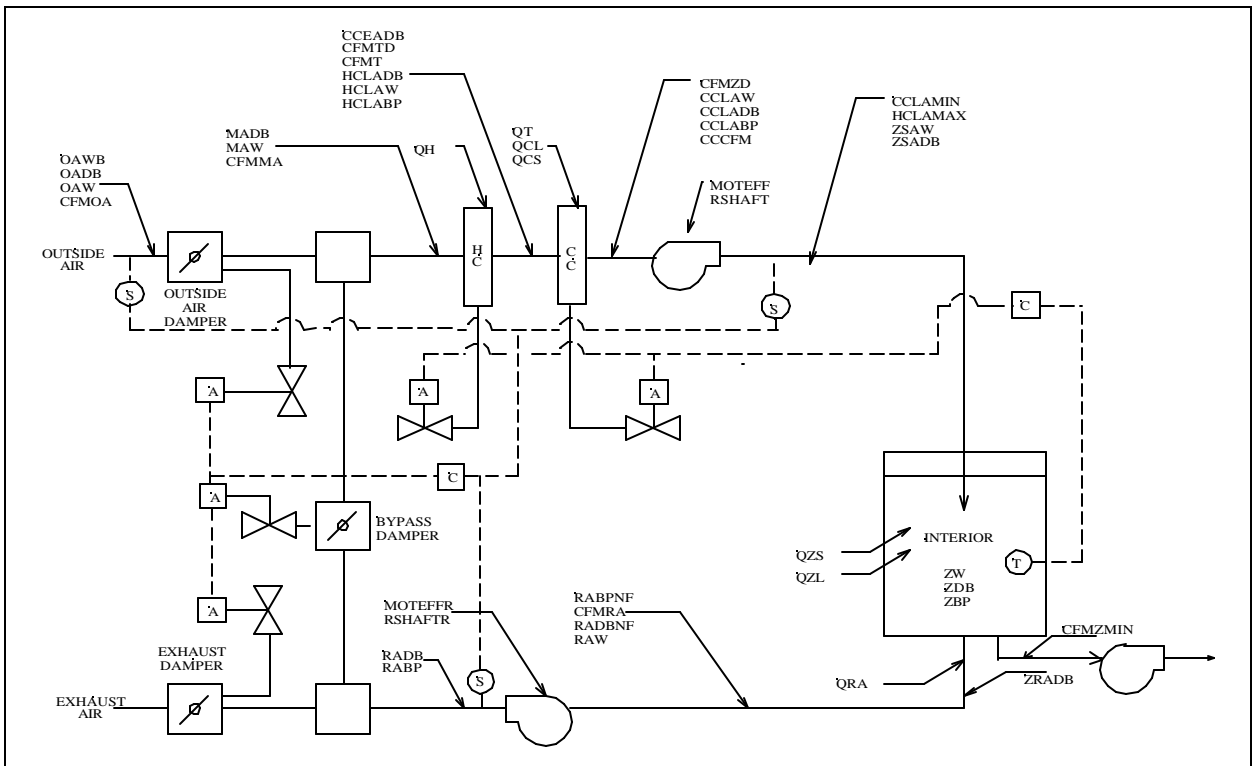 CCEADB
CFMTD
CFMT
HCLADB
HCLAW
HCLABP
CFMZD
CCLAW
CCLADB
CCLABP
CCCFM
CCLAMIN
HCLAMAX
ZSAW
ZSADB
MADB
MAW
CFMMA
QH
QT
QCL
QCS
OAWB
OADB
OAW
CFMOA
MOTEFF
RSHAFT
OUTSIDE
AIR
H
C
C
C
OUTSIDE
AIR
DAMPER
S
S
C
A
A
A
C
A
BYPASS
DAMPER
INTERIOR
QZS
QZL
T
ZW
ZDB
ZBP
A
MOTEFFR
RSHAFTR
RABPNF
CFMRA
RADBNF
RAW
CFMZMIN
EXHAUST
DAMPER
RADB
RABP
S
QRA
ZRADB
EXHAUST
AIR